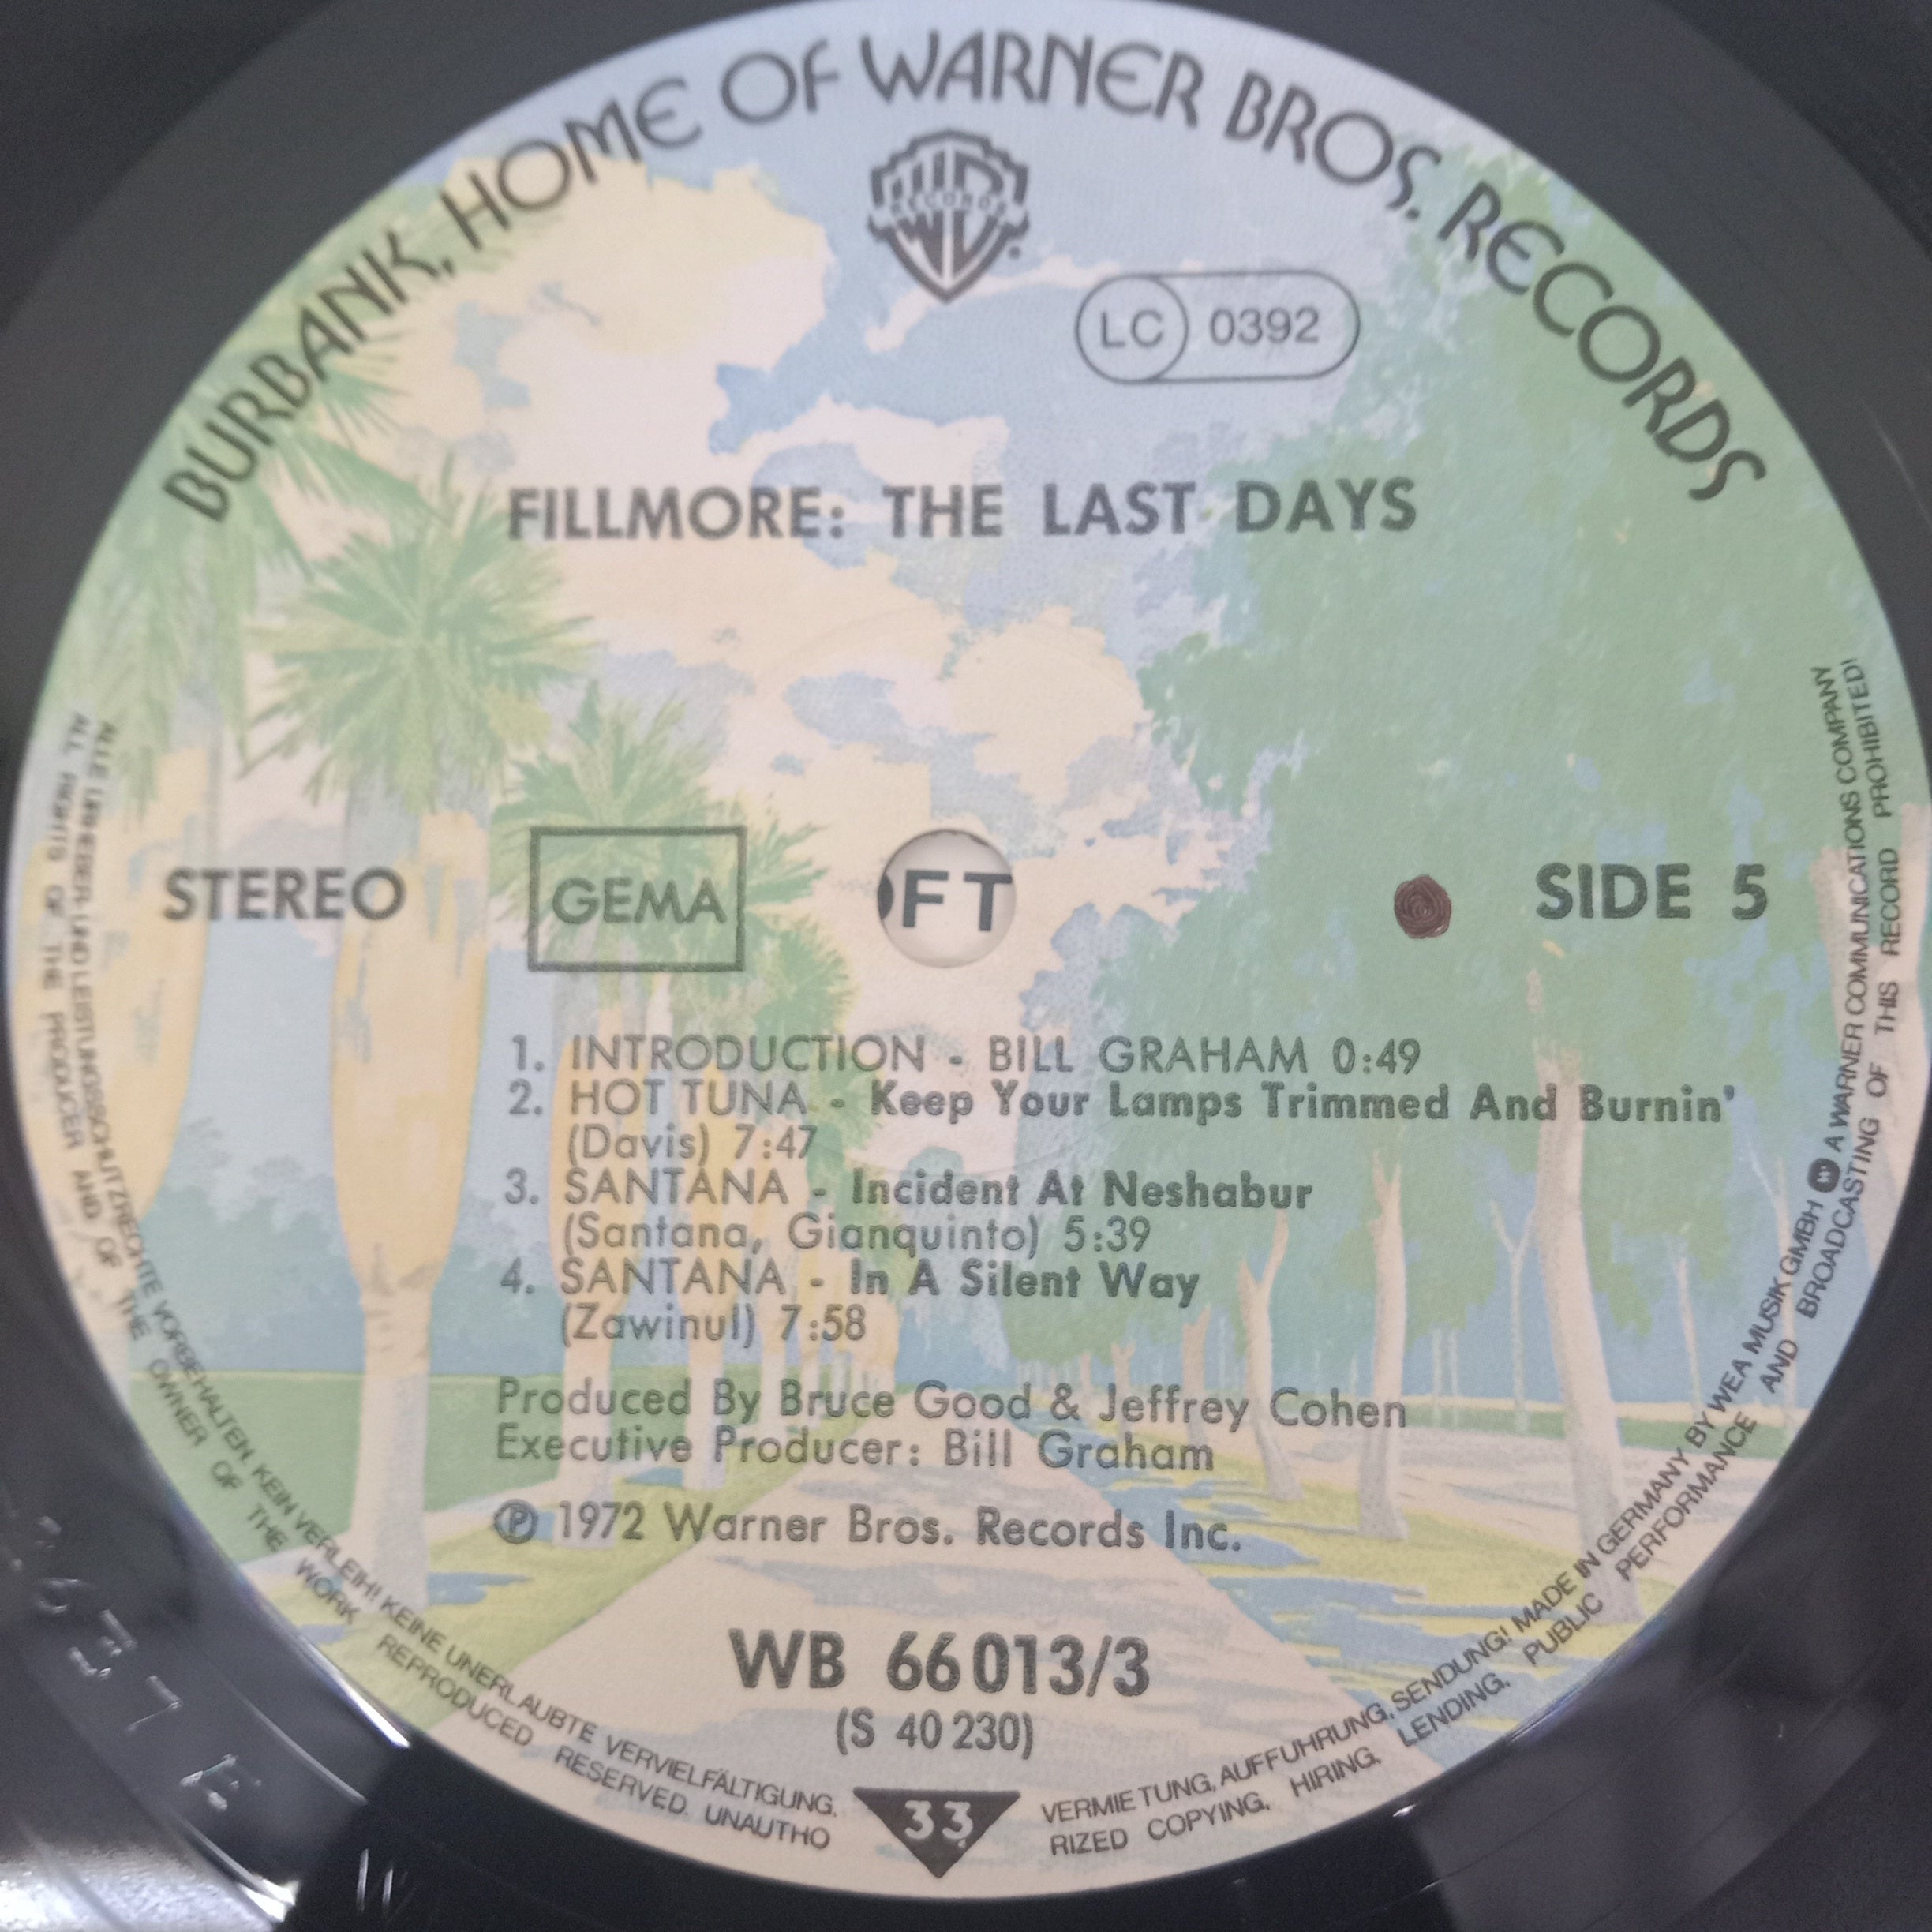 BURBANK, HOME OF WARNER BROS. RECORDS
RECORDS
LC 0392
FILLMORE: THE LAST DAYS
STEREO
GEMA
FT
SIDE 5
1. INTRODUCTION - BILL GRAHAM 0:49
2. HOT TUNA - Keep Your Lamps Trimmed And Burnin'
(Davis) 7:47
3. SANTANA - Incident At Neshabur
(Santana, Gianquinto) 5:39
4. SANTANA - In A Silent Way
(Zawinul) 7:58
Produced By Bruce Good & Jeffrey Cohen
Executive Producer: Bill Graham
℗ 1972 Warner Bros. Records Inc.
WB 66 013/3
(S 40 230)
33
ALLE URHEBER- UND LEISTUNGSSCHUTZRECHTE VORBEHALTEN. KEIN VERLEIH! KEINE UNERLAUBTE VERVIELFÄLTIGUNG, VERMIETUNG, AUFFÜHRUNG, SENDUNG! MADE IN GERMANY BY WEA MUSIK GMBH A WARNER COMMUNICATIONS COMPANY
ALL RIGHTS OF THE PRODUCER AND OF THE OWNER OF THE WORK REPRODUCED RESERVED. UNAUTHORIZED COPYING, HIRING, LENDING, PUBLIC PERFORMANCE AND BROADCASTING OF THIS RECORD PROHIBITED!